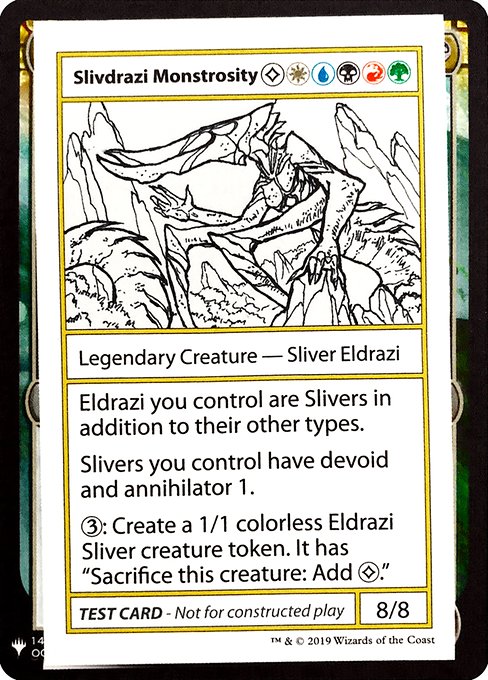 Slivdrazi Monstrosity
Legendary Creature — Sliver Eldrazi
Eldrazi you control are Slivers in
addition to their other types.
Slivers you control have devoid
and annihilator 1.
3: Create a 1/1 colorless Eldrazi
Sliver creature token. It has
“Sacrifice this creature: Add .”
TEST CARD - Not for constructed play
8/8
™ & © 2019 Wizards of the Coast